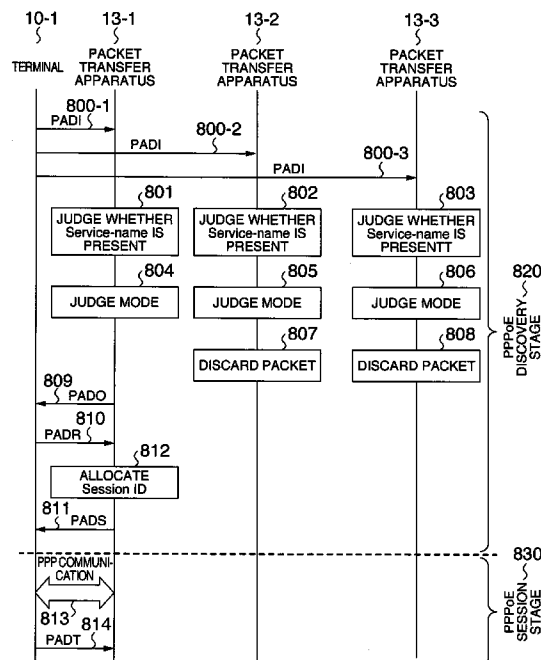 10-1 13-1 13-2 13-3
TERMINAL
PACKET
TRANSFER
APPARATUS
PACKET
TRANSFER
APPARATUS
PACKET
TRANSFER
APPARATUS
800-1
PADI
800-2
PADI
800-3
PADI
801
JUDGE WHETHER
Service-name IS
PRESENT
802
JUDGE WHETHER
Service-name IS
PRESENT
803
JUDGE WHETHER
Service-name IS
PRESENTT
804
JUDGE MODE
805
JUDGE MODE
806
JUDGE MODE
807
DISCARD PACKET
808
DISCARD PACKET
809
PADO
810
PADR
812
ALLOCATE
Session ID
811
PADS
PPPoE
DISCOVERY
STAGE
820
PPP COMMUNI-
CATION
813
814
PADT
PPPoE
SESSION
STAGE
830